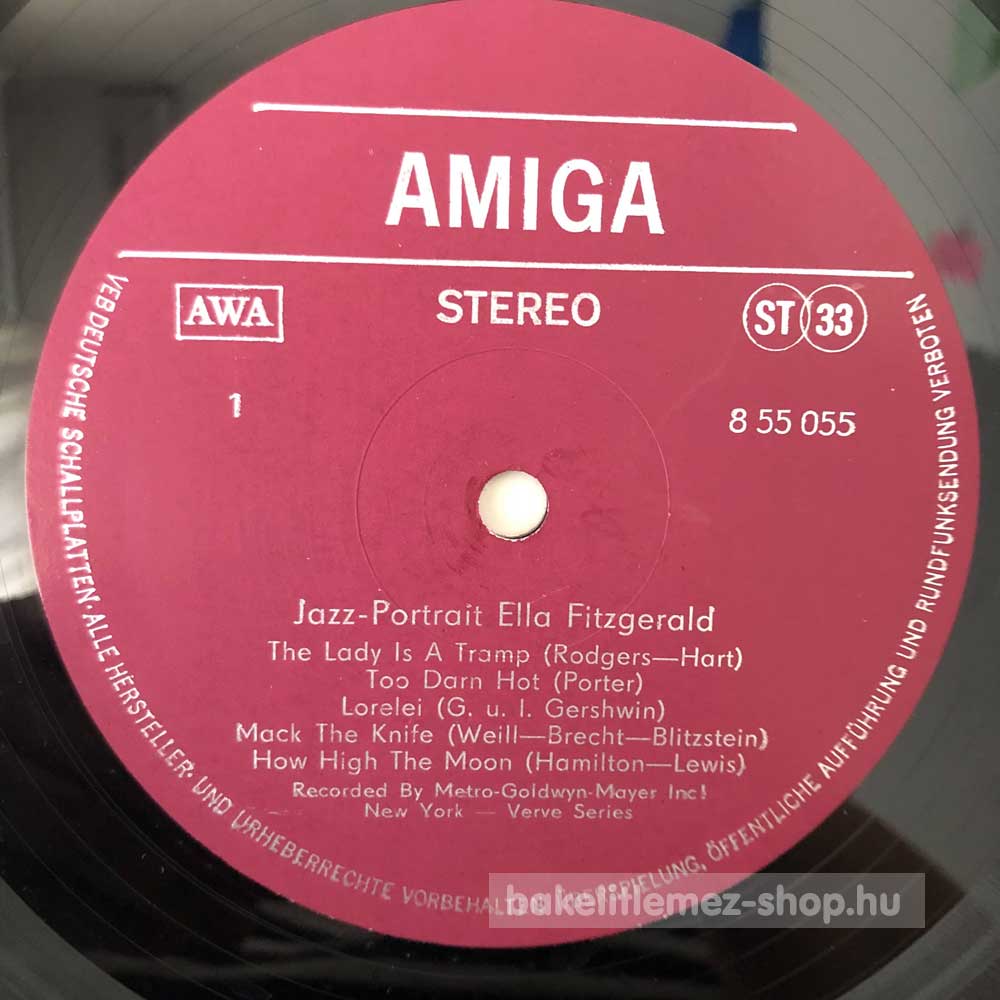 AMIGA
AWA
STEREO
ST 33
1
8 55 055
Jazz-Portrait Ella Fitzgerald
The Lady Is A Tramp (Rodgers—Hart)
Too Darn Hot (Porter)
Lorelei (G. u. I. Gershwin)
Mack The Knife (Weill—Brecht—Blitzstein)
How High The Moon (Hamilton—Lewis)
Recorded By Metro-Goldwyn-Mayer Inc!
New York — Verve Series
VEB DEUTSCHE SCHALLPLATTEN · ALLE HERSTELLER- UND URHEBERRECHTE VORBEHALTEN, ÜBERSPIELUNG, ÖFFENTLICHE AUFFÜHRUNG UND RUNDFUNKSENDUNG VERBOTEN
bakelitlemez-shop.hu